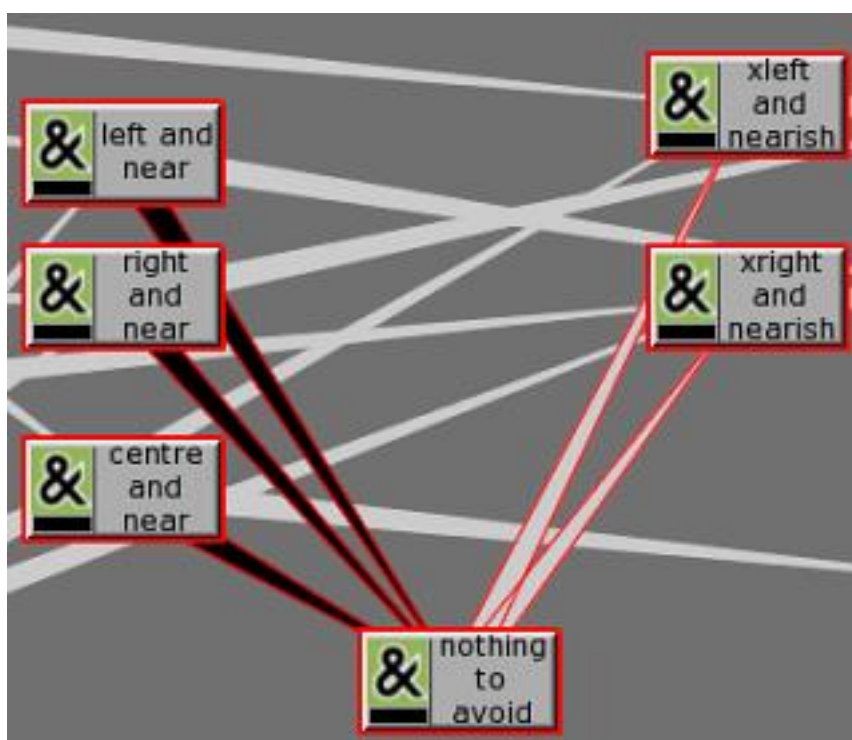 &
left and
near
&
right
and
near
&
centre
and
near
&
xleft
and
nearish
&
xright
and
nearish
&
nothing
to
avoid